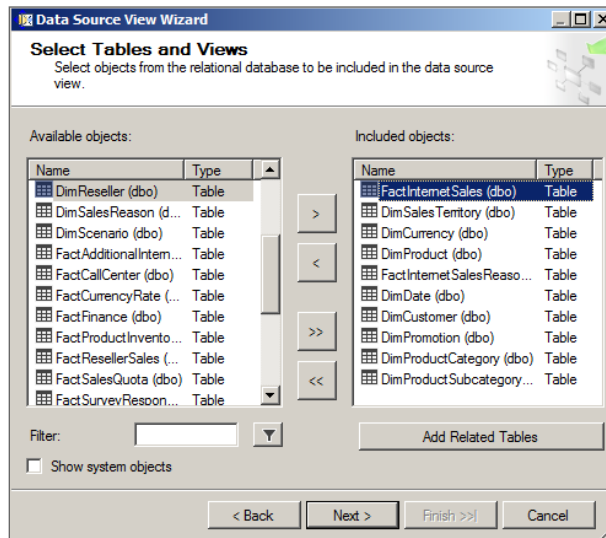 Data Source View Wizard
Select Tables and Views
Select objects from the relational database to be included in the data source
view.
Available objects:
Name Type
DimReseller (dbo) Table
DimSalesReason (d... Table
DimScenario (dbo) Table
FactAdditionalIntern... Table
FactCallCenter (dbo) Table
FactCurrencyRate (... Table
FactFinance (dbo) Table
FactProductInvento... Table
FactResellerSales (... Table
FactSalesQuota (dbo) Table
FactSurveyRespon... Table
>
<
>>
<<
Included objects:
Name Type
FactInternetSales (dbo) Table
DimSalesTerritory (dbo) Table
DimCurrency (dbo) Table
DimProduct (dbo) Table
FactInternetSalesReaso... Table
DimDate (dbo) Table
DimCustomer (dbo) Table
DimPromotion (dbo) Table
DimProductCategory (dbo) Table
DimProductSubcategory... Table
Filter:
Add Related Tables
Show system objects
< Back Next > Finish >>| Cancel